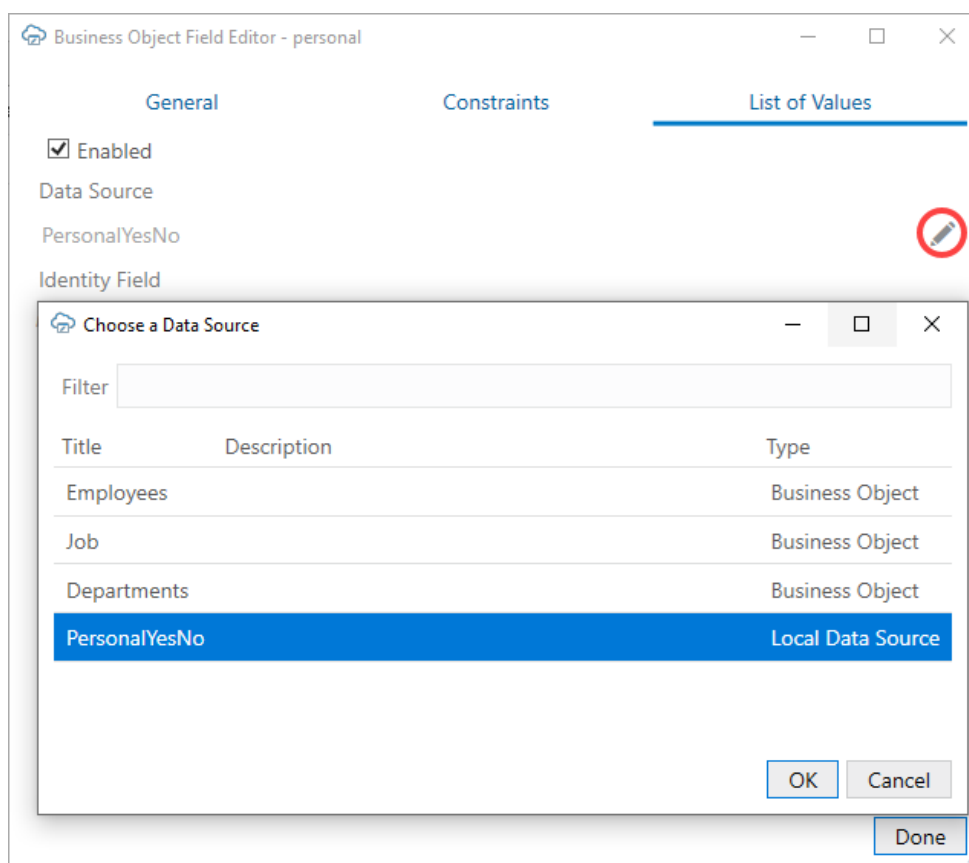 Business Object Field Editor - personal
General Constraints List of Values
Enabled
Data Source
PersonalYesNo
Identity Field
Choose a Data Source
Filter
Title Description Type
Employees Business Object
Job Business Object
Departments Business Object
PersonalYesNo Local Data Source
OK Cancel
Done